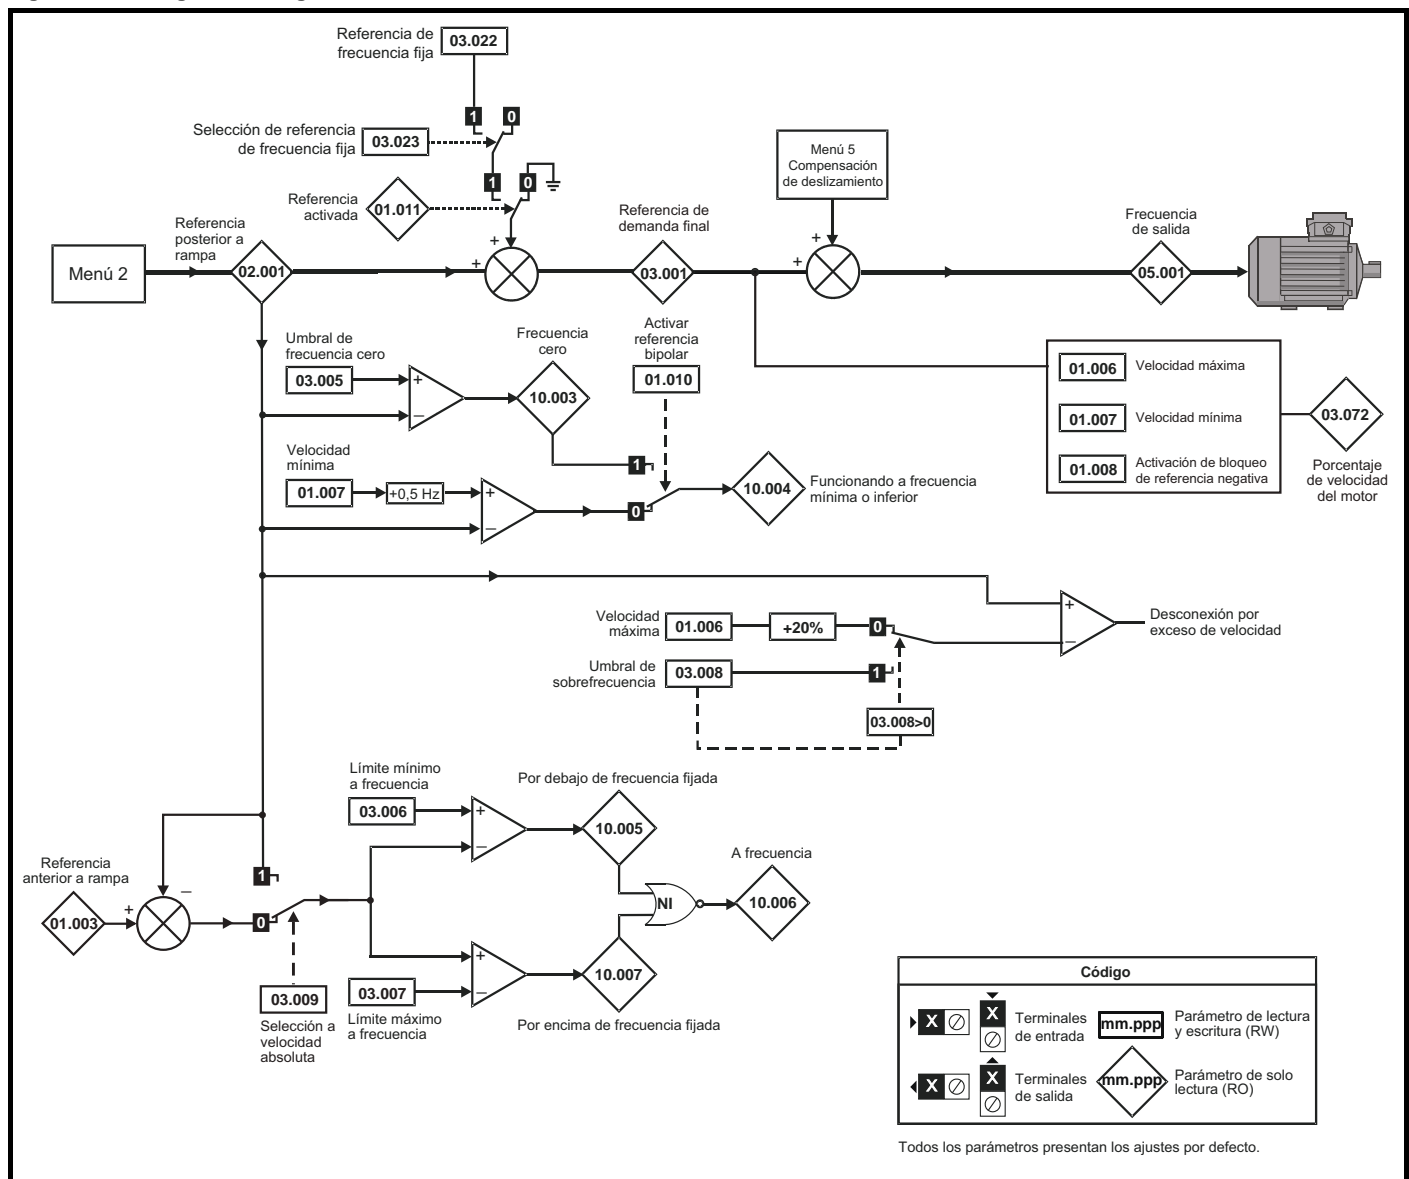 Referencia de
frecuencia fija
03.022
1 0
Selección de referencia
de frecuencia fija
03.023
1 0
Referencia
activada
01.011
Menú 5
Compensación
de deslizamiento
Referencia
posterior a
rampa
Menú 2
02.001
+
+
Referencia de
demanda final
03.001
+
+
Frecuencia
de salida
05.001
Umbral de
frecuencia cero
03.005
+
–
Frecuencia
cero
10.003
Activar
referencia
bipolar
01.010
01.006
Velocidad máxima
01.007
Velocidad mínima
01.008
Activación de bloqueo
de referencia negativa
03.072
Porcentaje
de velocidad
del motor
Velocidad
mínima
01.007
+0,5 Hz
+
–
1
0
10.004
Funcionando a frecuencia
mínima o inferior
Velocidad
máxima
01.006
+20%
0
Umbral de
sobrefrecuencia
03.008
1
03.008>0
+
–
Desconexión por
exceso de velocidad
Límite mínimo
a frecuencia
03.006
+
–
Por debajo de frecuencia fijada
10.005
Referencia
anterior a rampa
01.003
+
–
1
0
03.009
Selección a
velocidad
absoluta
03.007
Límite máximo
a frecuencia
+
–
10.007
Por encima de frecuencia fijada
NI
A frecuencia
10.006
Código
X
X
Terminales
de entrada
mm.ppp
Parámetro de lectura
y escritura (RW)
X
X
Terminales
de salida
mm.ppp
Parámetro de solo
lectura (RO)
Todos los parámetros presentan los ajustes por defecto.